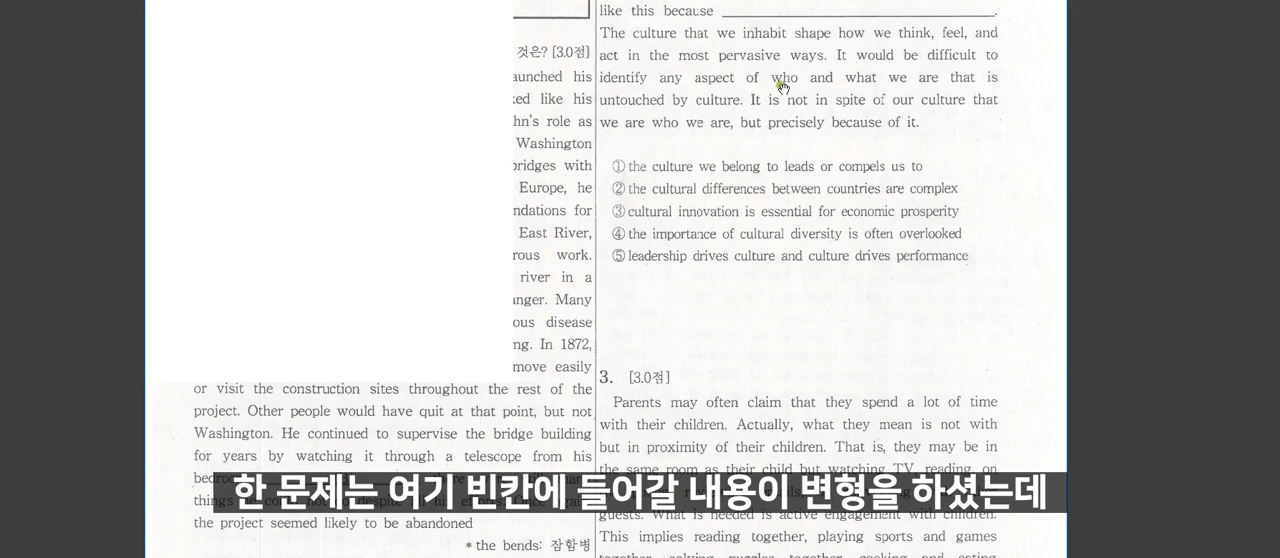 것은? [3.0점]
aunched his
ked like his
hn's role as
Washington
bridges with
Europe, he
ndations for
East River,
rous work.
river in a
anger. Many
ous disease
ng. In 1872,
move easily
or visit the construction sites throughout the rest of the
project. Other people would have quit at that point, but not
Washington. He continued to supervise the bridge building
for years by watching it through a telescope from his
the project seemed likely to be abandoned
* the bends: 잠함병
like this because
The culture that we inhabit shape how we think, feel, and
act in the most pervasive ways. It would be difficult to
identify any aspect of who and what we are that is
untouched by culture. It is not in spite of our culture that
we are who we are, but precisely because of it.
① the culture we belong to leads or compels us to
② the cultural differences between countries are complex
③ cultural innovation is essential for economic prosperity
④ the importance of cultural diversity is often overlooked
⑤ leadership drives culture and culture drives performance
3. [3.0점]
Parents may often claim that they spend a lot of time
with their children. Actually, what they mean is not with
but in proximity of their children. That is, they may be in
the same room as their child but watching TV, reading, on
guests. What is needed is active engagement with children.
This implies reading together, playing sports and games
together, solving puzzles together, cooking and eating
한 문제는 여기 빈칸에 들어갈 내용이 변형을 하셨는데